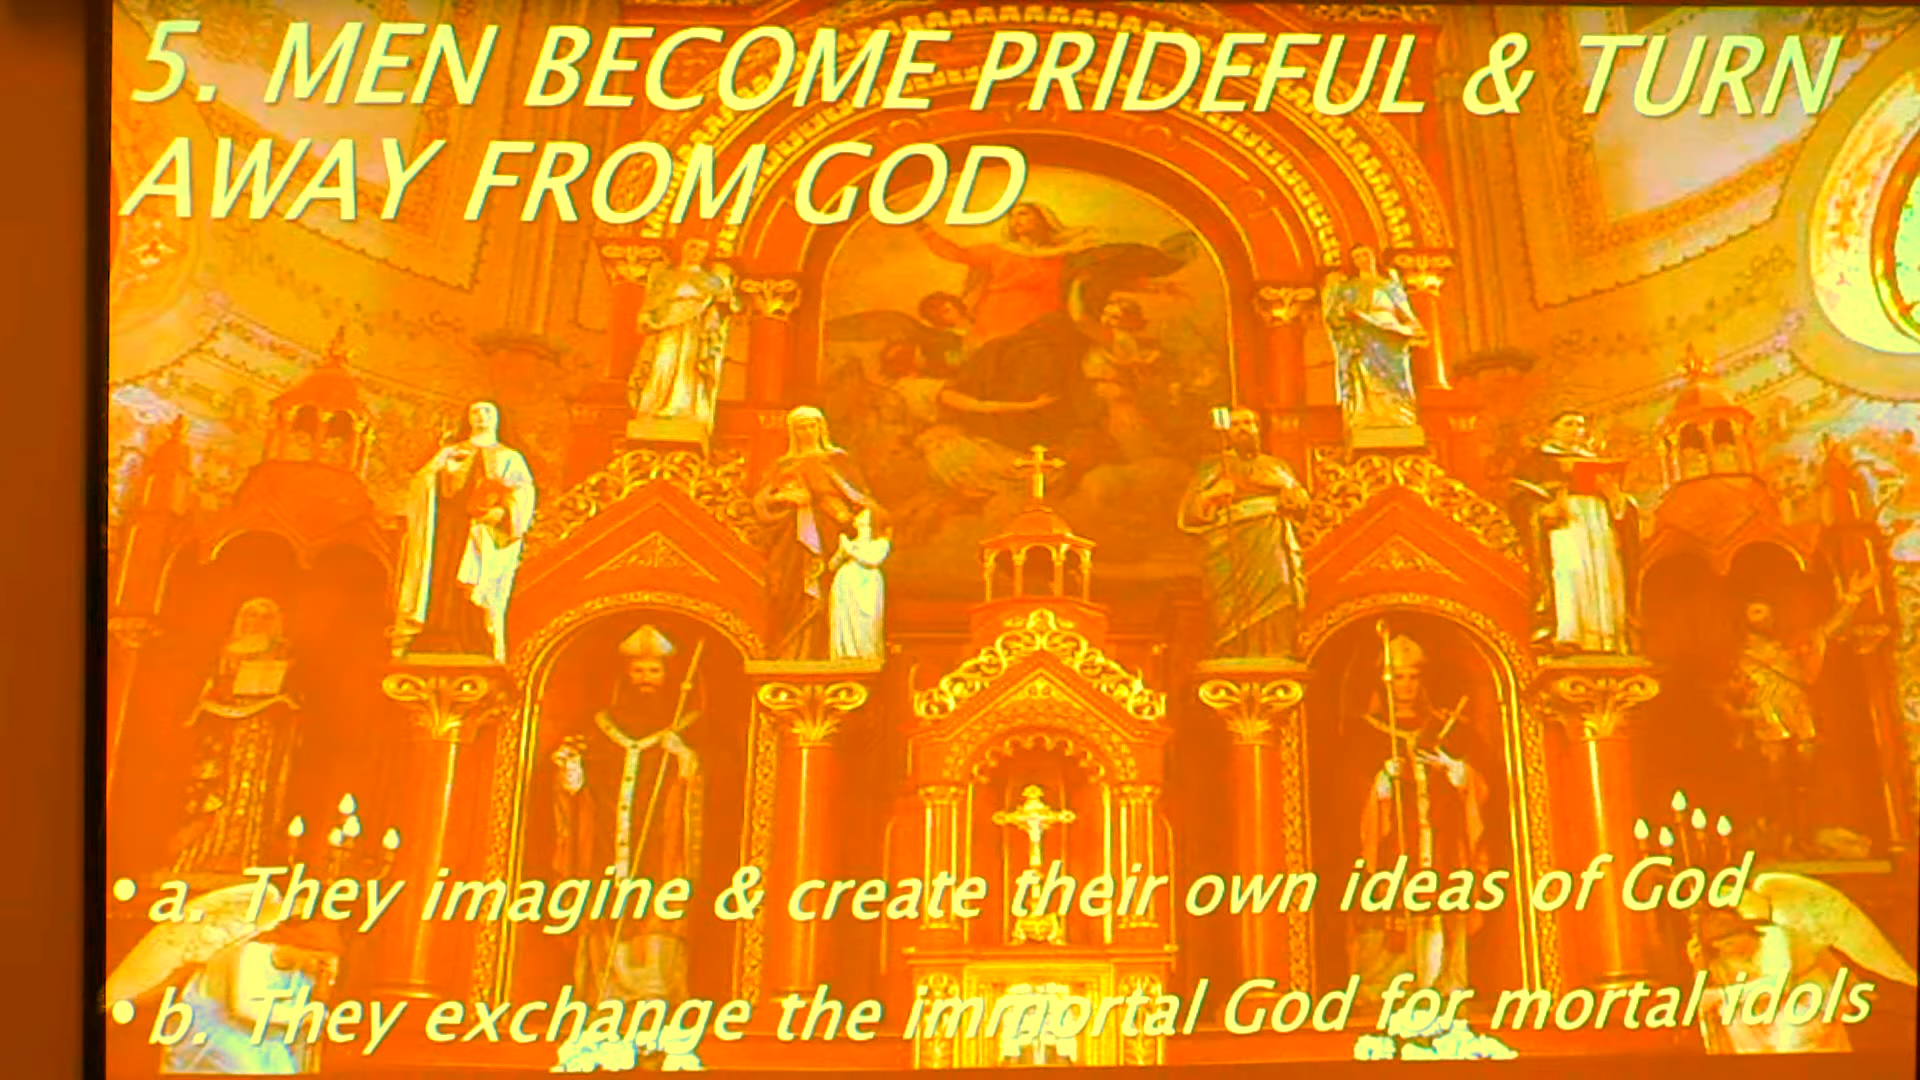 5. MEN BECOME PRIDEFUL & TURN
AWAY FROM GOD
• a. They imagine & create their own ideas of God
• b. They exchange the immortal God for mortal idols